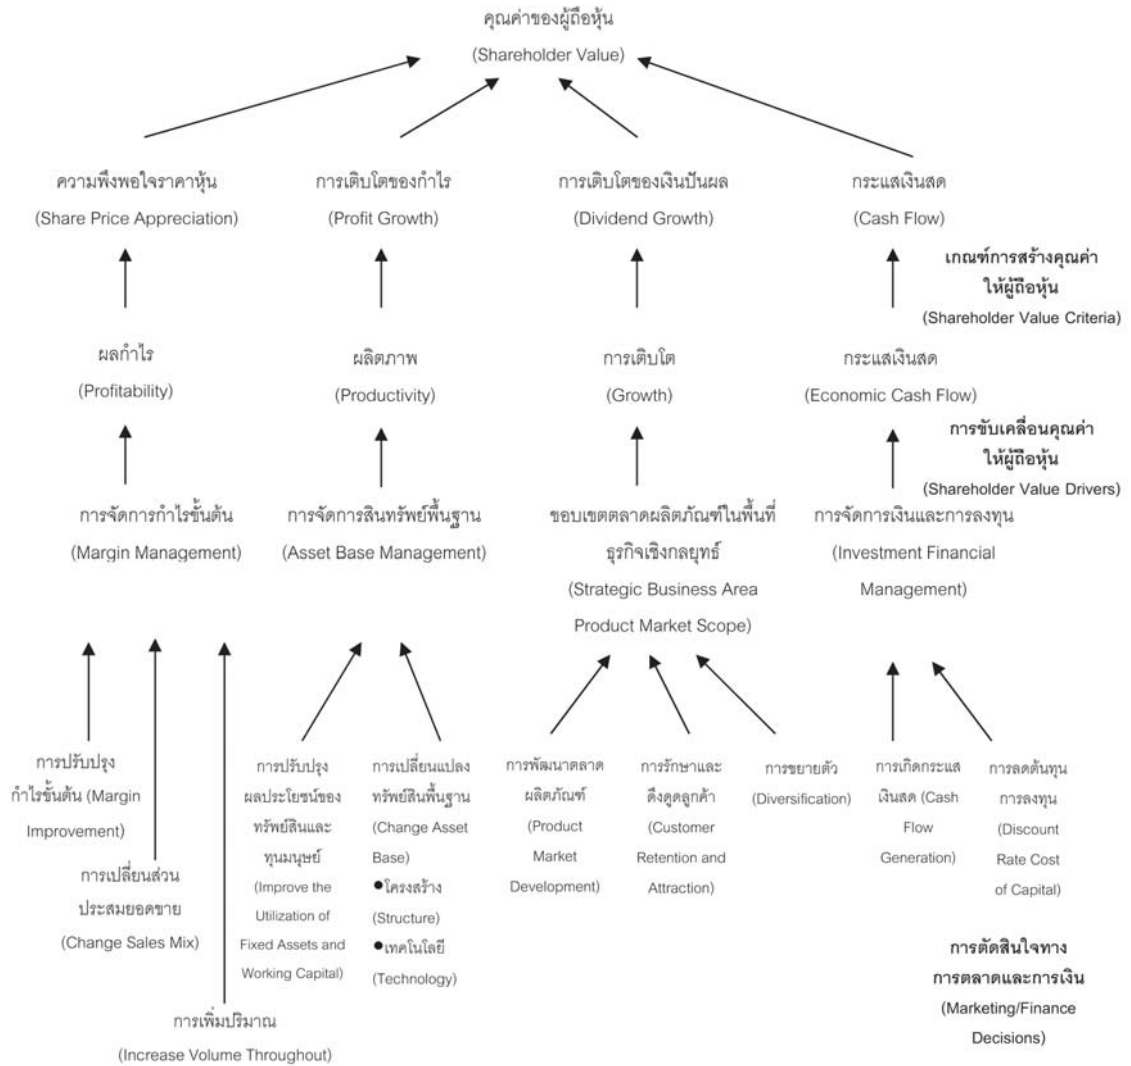 คุณค่าของผู้ถือหุ้น
(Shareholder Value)
ความพึงพอใจราคาหุ้น
(Share Price Appreciation)
การเติบโตของกำไร
(Profit Growth)
การเติบโตของเงินปันผล
(Dividend Growth)
กระแสเงินสด
(Cash Flow)
เกณฑ์การสร้างคุณค่า
ให้ผู้ถือหุ้น
(Shareholder Value Criteria)
ผลกำไร
(Profitability)
ผลิตภาพ
(Productivity)
การเติบโต
(Growth)
กระแสเงินสด
(Economic Cash Flow)
การขับเคลื่อนคุณค่า
ให้ผู้ถือหุ้น
(Shareholder Value Drivers)
การจัดการกำไรขั้นต้น
(Margin Management)
การจัดการสินทรัพย์พื้นฐาน
(Asset Base Management)
ขอบเขตตลาดผลิตภัณฑ์ในพื้นที่
ธุรกิจเชิงกลยุทธ์
(Strategic Business Area
Product Market Scope)
การจัดการเงินและการลงทุน
(Investment Financial
Management)
การปรับปรุง
กำไรขั้นต้น (Margin
Improvement)
การเปลี่ยนส่วน
ประสมยอดขาย
(Change Sales Mix)
การเพิ่มปริมาณ
(Increase Volume Throughout)
การปรับปรุง
ผลประโยชน์ของ
ทรัพย์สินและ
ทุนมนุษย์
(Improve the
Utilization of
Fixed Assets and
Working Capital)
การเปลี่ยนแปลง
ทรัพย์สินพื้นฐาน
(Change Asset
Base)
●โครงสร้าง
(Structure)
●เทคโนโลยี
(Technology)
การพัฒนาตลาด
ผลิตภัณฑ์
(Product
Market
Development)
การรักษาและ
ดึงดูดลูกค้า
(Customer
Retention and
Attraction)
การขยายตัว
(Diversification)
การเกิดกระแส
เงินสด (Cash
Flow
Generation)
การลดต้นทุน
การลงทุน
(Discount
Rate Cost
of Capital)
การตัดสินใจทาง
การตลาดและการเงิน
(Marketing/Finance
Decisions)